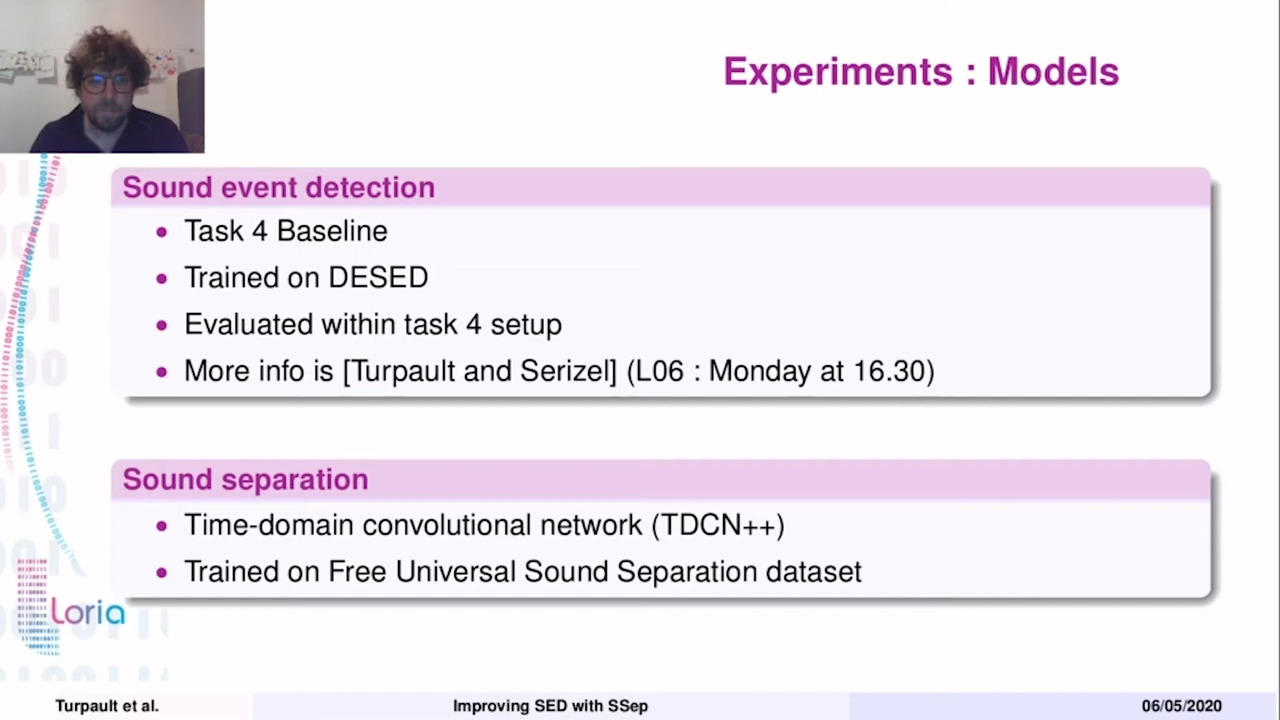 Experiments : Models
Sound event detection
• Task 4 Baseline
• Trained on DESED
• Evaluated within task 4 setup
• More info is [Turpault and Serizel] (L06 : Monday at 16.30)
Sound separation
• Time-domain convolutional network (TDCN++)
• Trained on Free Universal Sound Separation dataset
Loria
Turpault et al.
Improving SED with SSep
06/05/2020